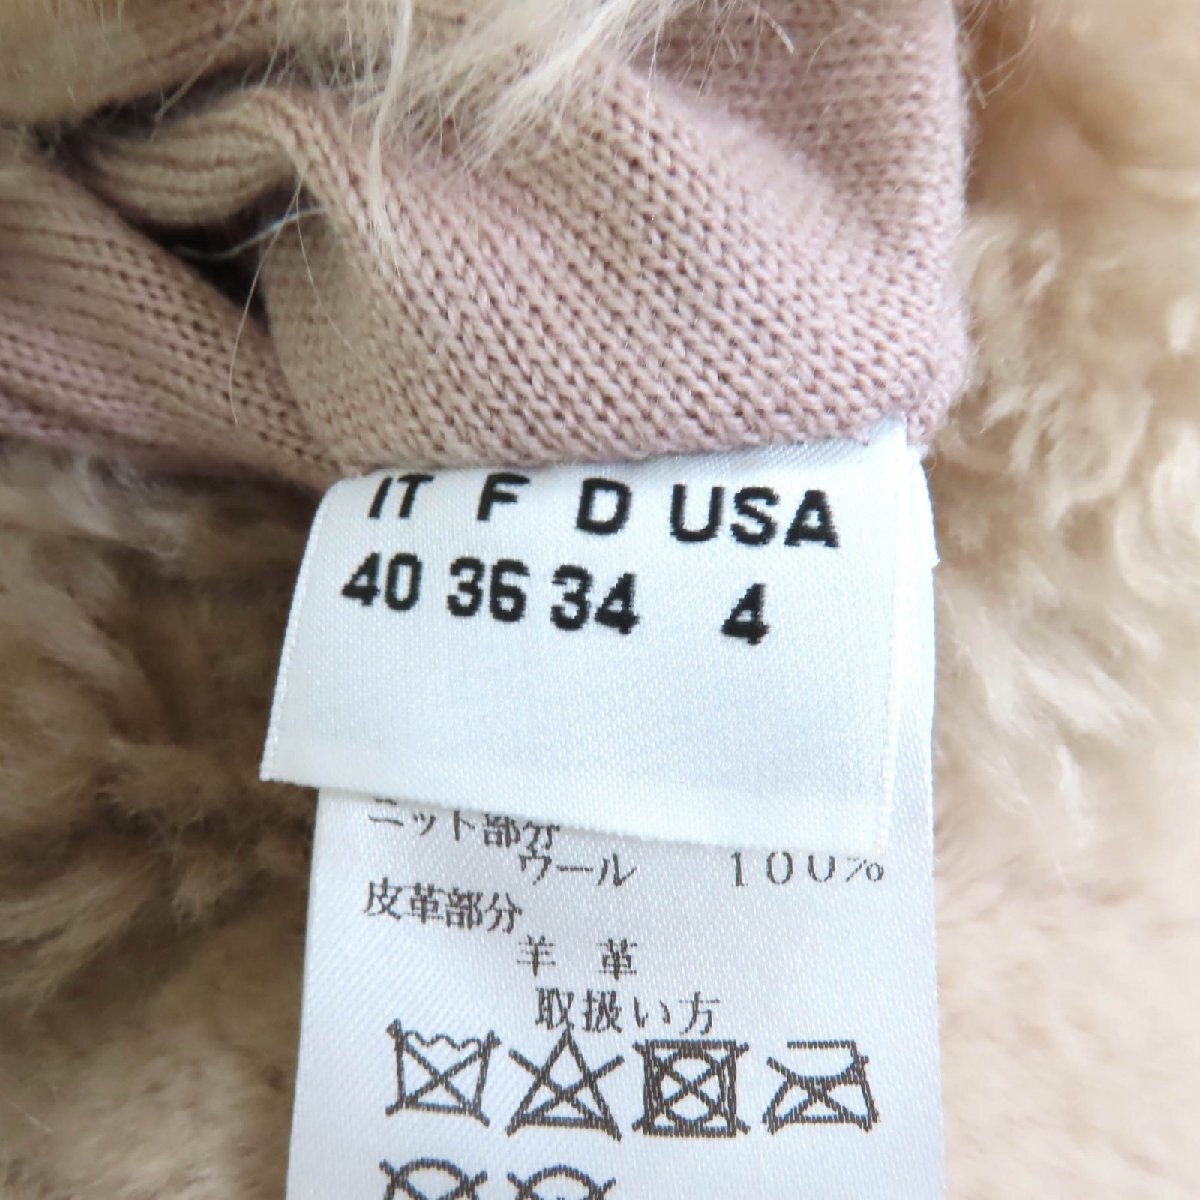 IT F D USA
40 36 34 4
ニット部分
ウール 100%
皮革部分
羊 革
取扱い方